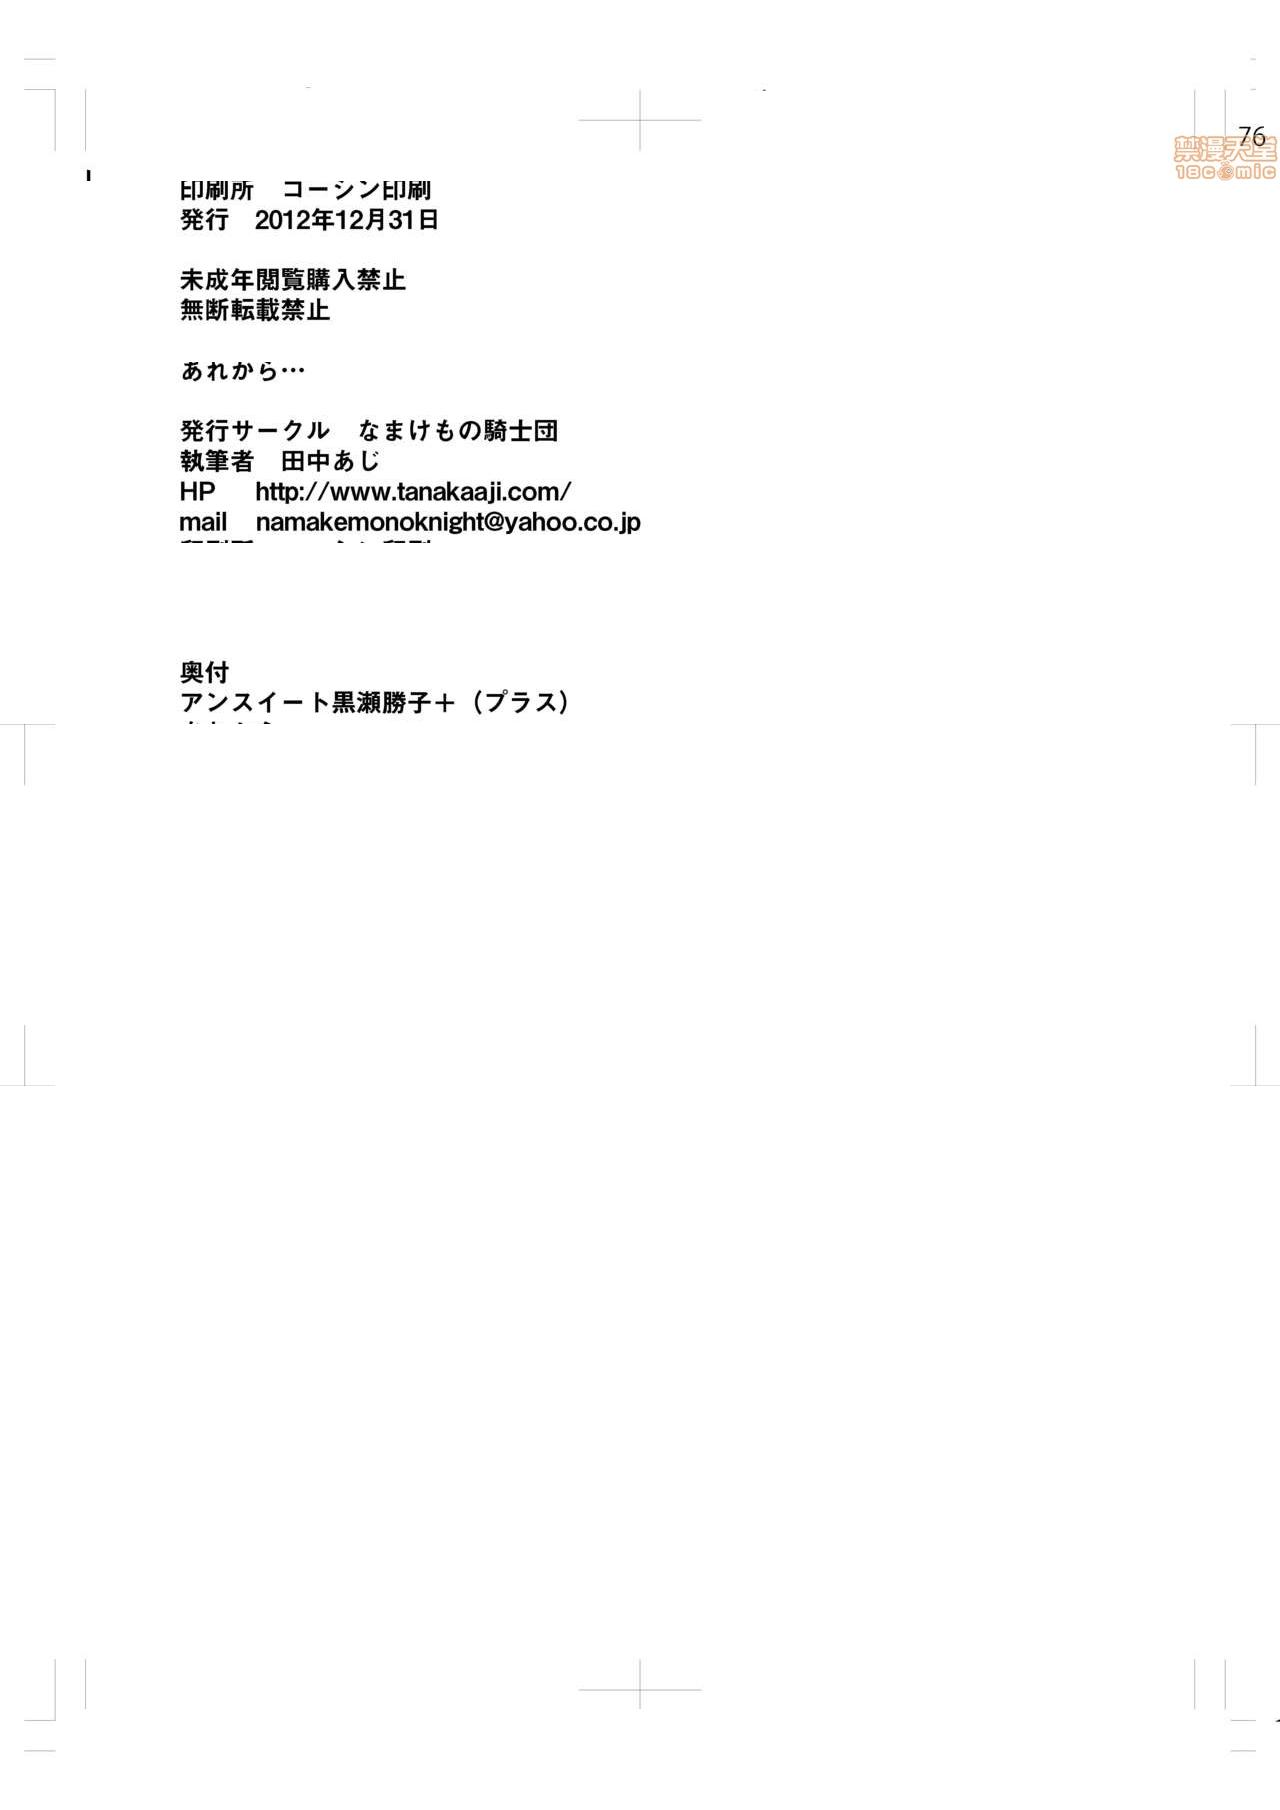 76
禁漫天堂
18comic
印刷所　コーシン印刷
発行　2012年12月31日
未成年閲覧購入禁止
無断転載禁止
あれから…
発行サークル　なまけもの騎士団
執筆者　田中あじ
HP　http://www.tanakaaji.com/
mail　namakemonoknight@yahoo.co.jp
奥付
アンスイート黒瀬勝子＋（プラス）